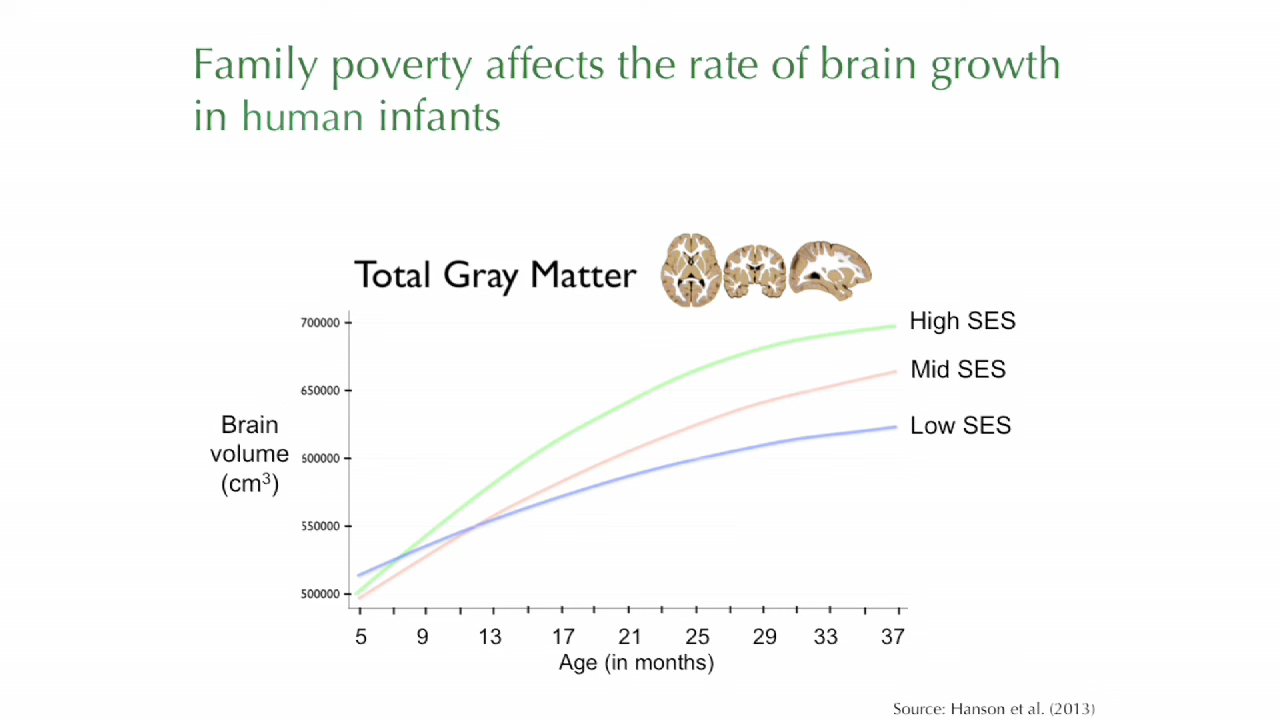 Family poverty affects the rate of brain growth
in human infants
Total Gray Matter
700000
650000
600000
550000
500000
Brain
volume
(cm³)
High SES
Mid SES
Low SES
5 9 13 17 21 25 29 33 37
Age (in months)
Source: Hanson et al. (2013)